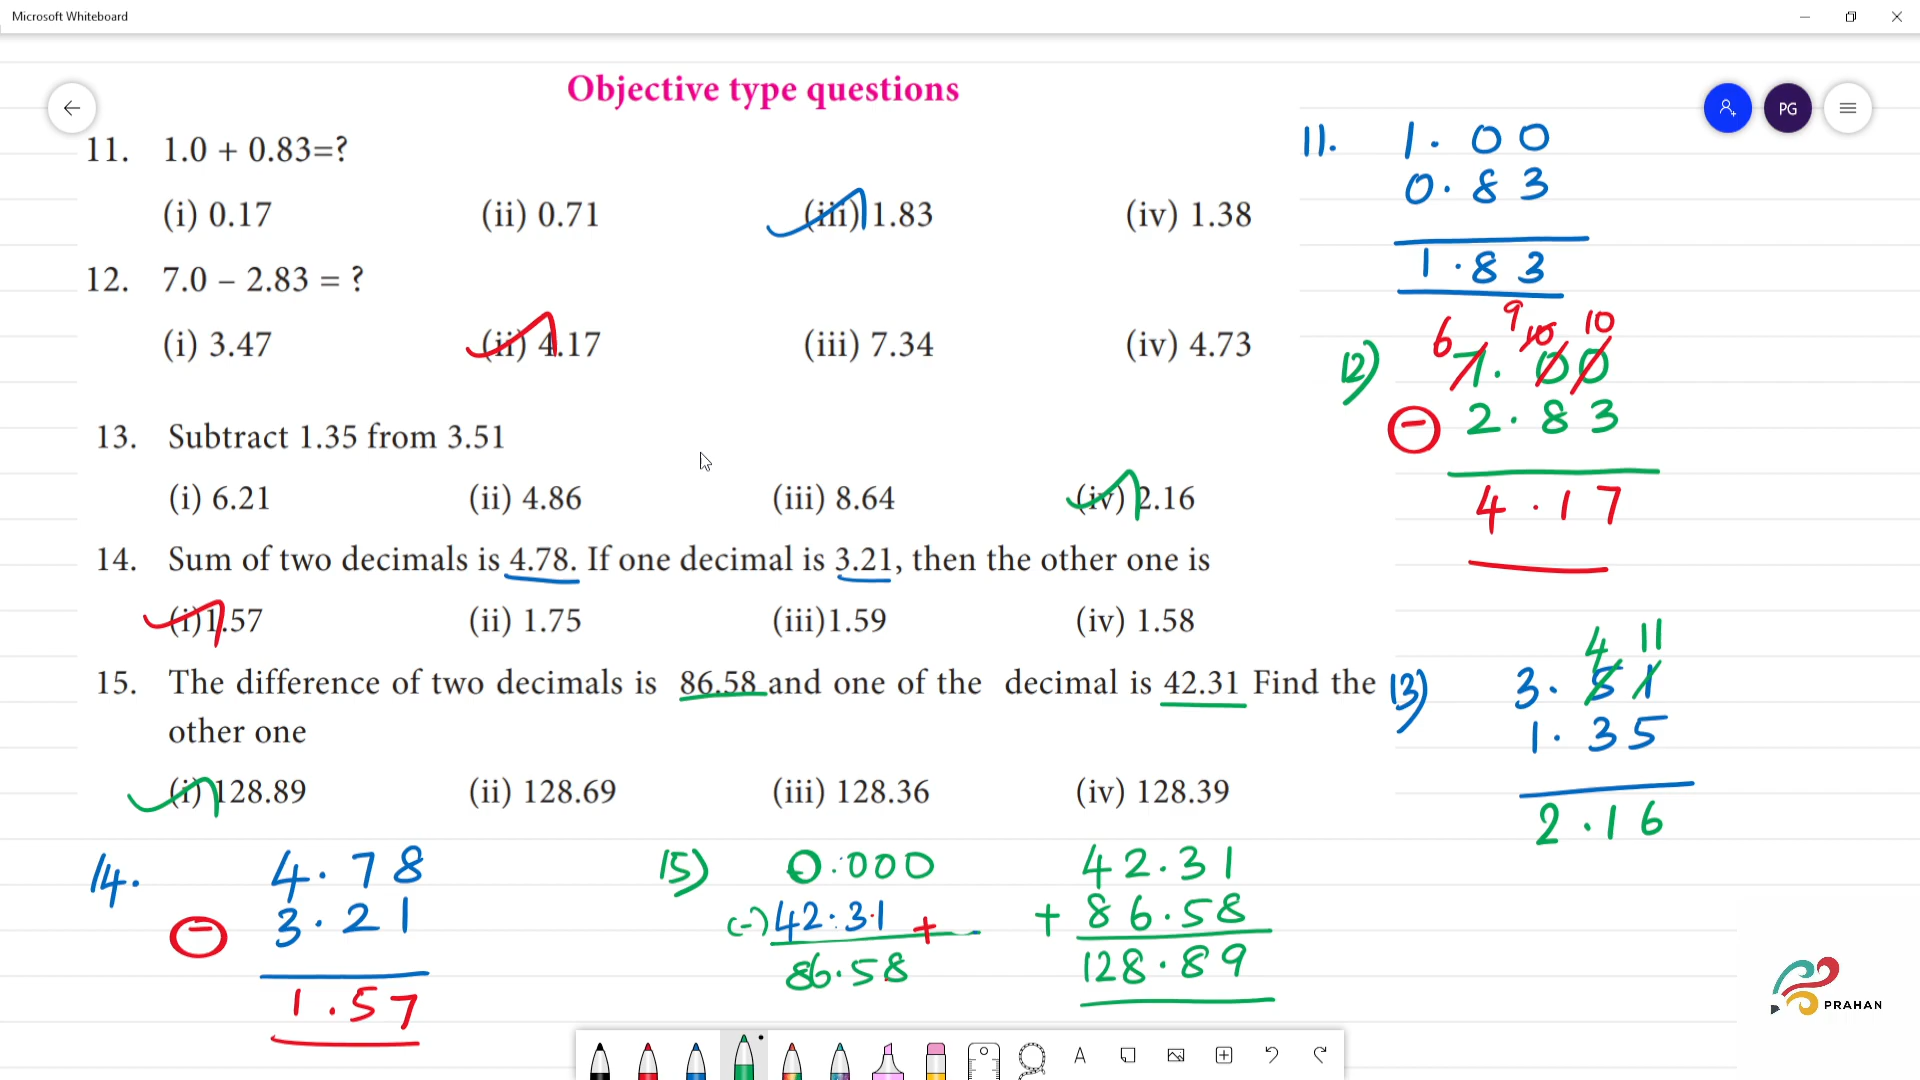 Microsoft Whiteboard
Objective type questions
PG
11. 1.0 + 0.83=?
(i) 0.17 (ii) 0.71 (iii) 1.83 (iv) 1.38
12. 7.0 – 2.83 = ?
(i) 3.47 (ii) 4.17 (iii) 7.34 (iv) 4.73
13. Subtract 1.35 from 3.51
(i) 6.21 (ii) 4.86 (iii) 8.64 (iv) 2.16
14. Sum of two decimals is 4.78. If one decimal is 3.21, then the other one is
(i) 1.57 (ii) 1.75 (iii)1.59 (iv) 1.58
15. The difference of two decimals is 86.58 and one of the decimal is 42.31 Find the
other one
(i) 128.89 (ii) 128.69 (iii) 128.36 (iv) 128.39
11. 1.00
0.83
1.83
9
6 10 10
12) 7.00
- 2.83
4.17
4 11
13) 3.51
1.35
2.16
14. 4.78
- 3.21
1.57
15) 0.000
(-) 42.31 +
86.58
42.31
+ 86.58
128.89
PRAHAN
A